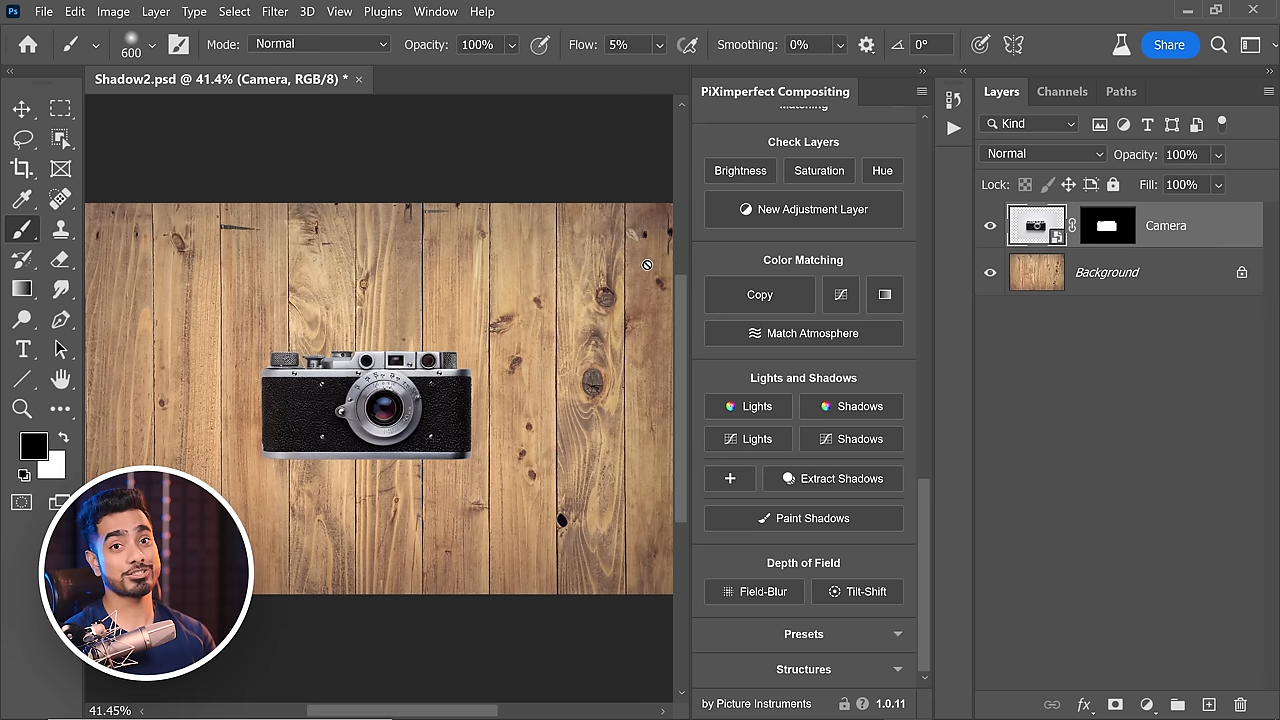 Ps File Edit Image Layer Type Select Filter 3D View Plugins Window Help
600 Mode: Normal Opacity: 100% Flow: 5% Smoothing: 0% 0° Share
Shadow2.psd @ 41.4% (Camera, RGB/8) * ×
PiXimperfect Compositing
Matching
Check Layers
Brightness Saturation Hue
New Adjustment Layer
Color Matching
Copy
Match Atmosphere
Lights and Shadows
Lights Shadows
Lights Shadows
+ Extract Shadows
Paint Shadows
Depth of Field
Field-Blur Tilt-Shift
Presets
Structures
by Picture Instruments 1.0.11
Layers Channels Paths
Kind
Normal Opacity: 100%
Lock: Fill: 100%
Camera
Background
fx
41.45%